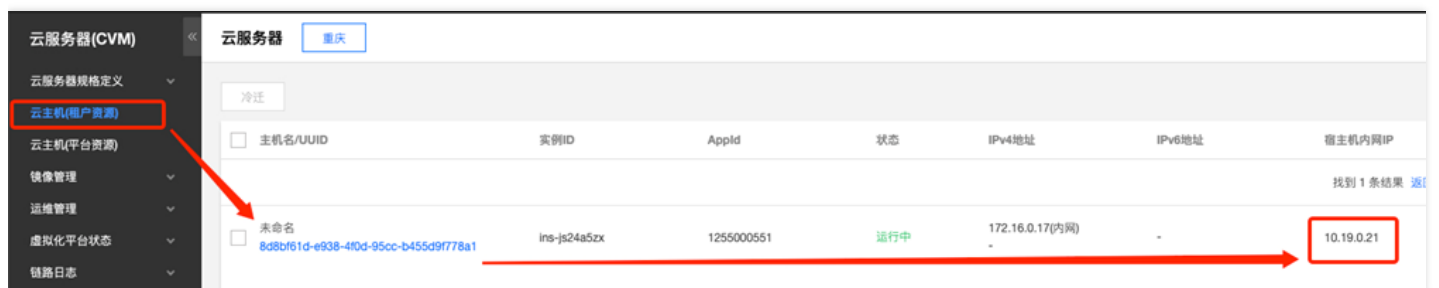 云服务器(CVM)
«
云服务器
重庆
云服务器规格定义
冷迁
云主机(租户资源)
主机名/UUID
实例ID
AppId
状态
IPv4地址
IPv6地址
宿主机内网IP
云主机(平台资源)
镜像管理
找到 1 条结果
运维管理
未命名
8d8bf61d-e938-4f0d-95cc-b455d9f778a1
ins-js24a5zx
1255000551
运行中
172.16.0.17(内网)
-
-
10.19.0.21
虚拟化平台状态
链路日志